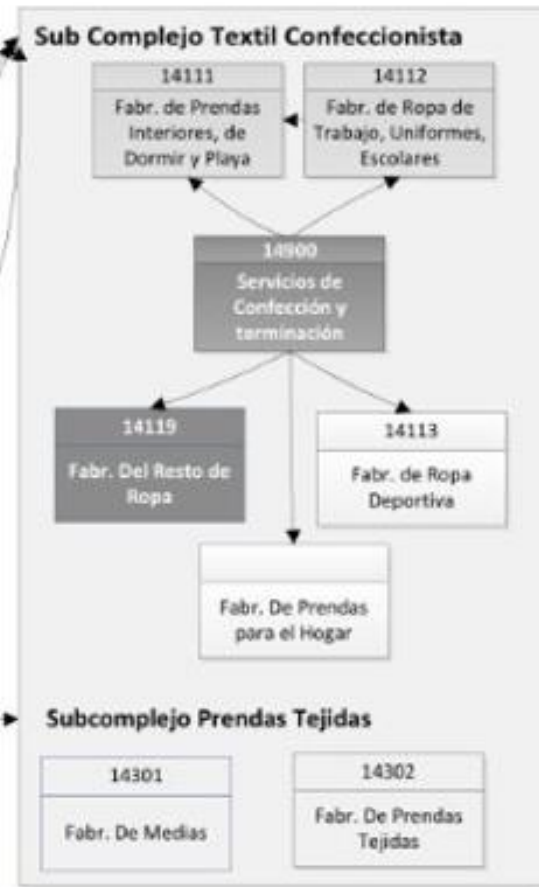 Sub Complejo Textil Confeccionista
14111
Fabr. de Prendas
Interiores, de
Dormir y Playa
14112
Fabr. de Ropa de
Trabajo, Uniformes,
Escolares
14900
Servicios de
Confección y
terminación
14119
Fabr. Del Resto de
Ropa
14113
Fabr. de Ropa
Deportiva
Fabr. De Prendas
para el Hogar
Subcomplejo Prendas Tejidas
14301
Fabr. De Medias
14302
Fabr. De Prendas
Tejidas